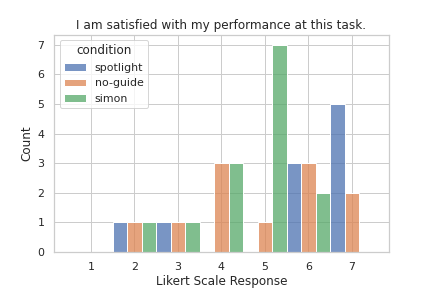 I am satisfied with my performance at this task.
7
6
5
4
3
2
1
0
Count
condition
spotlight
no-guide
simon
1 2 3 4 5 6 7
Likert Scale Response